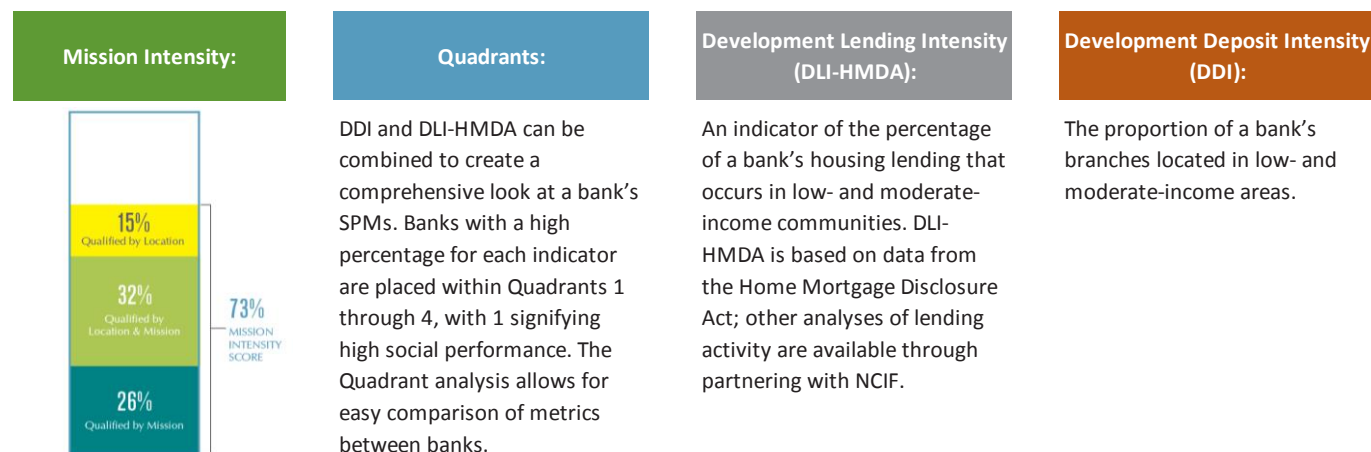 Mission Intensity:
15%
Qualified by Location
32%
Qualified by
Location & Mission
26%
Qualified by Mission
73%
MISSION
INTENSITY
SCORE
Quadrants:
DDI and DLI-HMDA can be
combined to create a
comprehensive look at a bank’s
SPMs. Banks with a high
percentage for each indicator
are placed within Quadrants 1
through 4, with 1 signifying
high social performance. The
Quadrant analysis allows for
easy comparison of metrics
between banks.
Development Lending Intensity
(DLI-HMDA):
An indicator of the percentage
of a bank’s housing lending that
occurs in low- and moderate-
income communities. DLI-
HMDA is based on data from
the Home Mortgage Disclosure
Act; other analyses of lending
activity are available through
partnering with NCIF.
Development Deposit Intensity
(DDI):
The proportion of a bank’s
branches located in low- and
moderate-income areas.